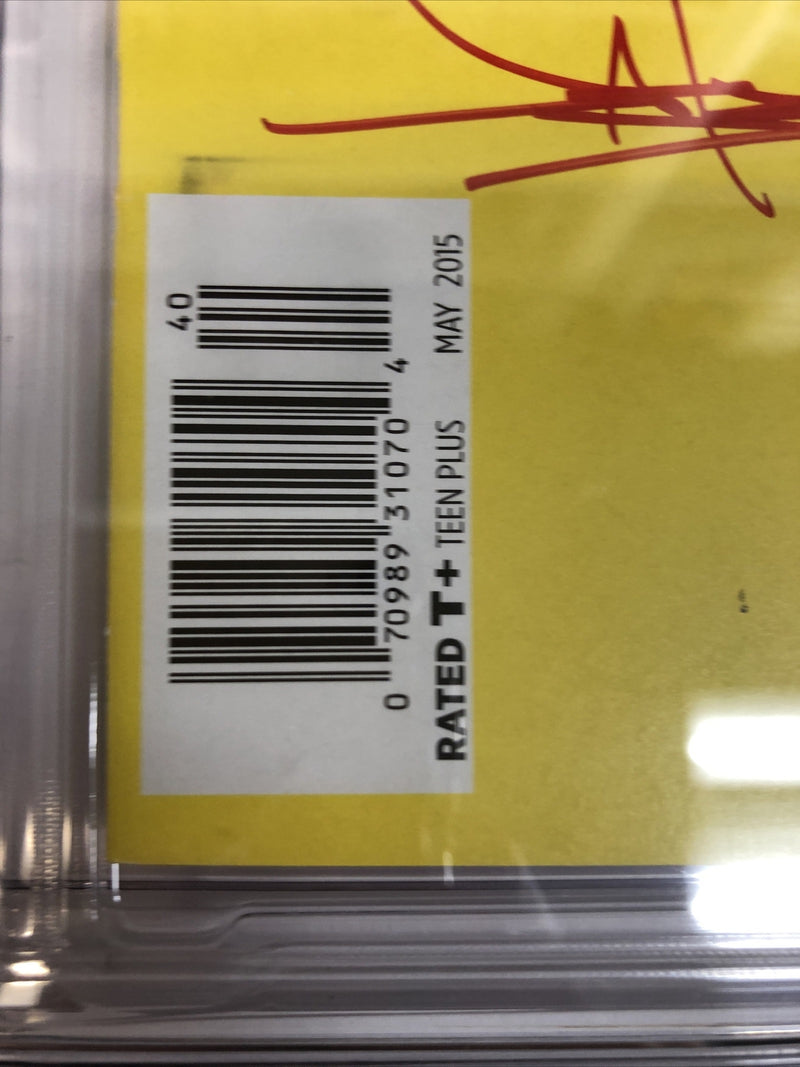 40
0 70989 31070 4
RATED T+ TEEN PLUS MAY 2015